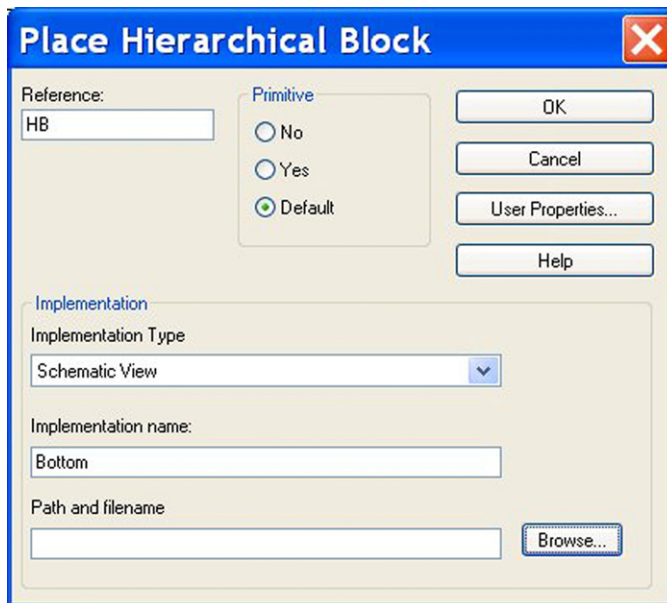 Place Hierarchical Block
Reference:
HB
Primitive
No
Yes
Default
OK
Cancel
User Properties...
Help
Implementation
Implementation Type
Schematic View
Implementation name:
Bottom
Path and filename
Browse...